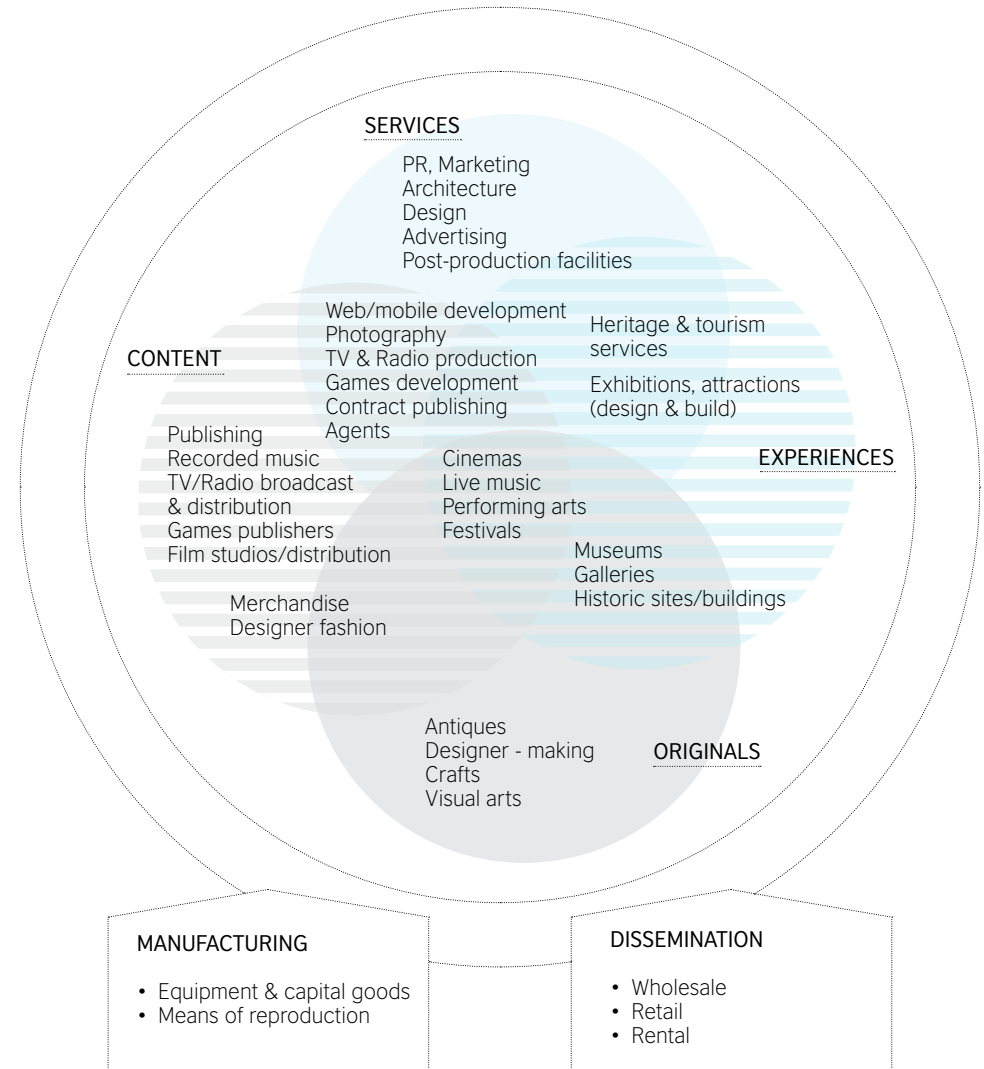 SERVICES
PR, Marketing
Architecture
Design
Advertising
Post-production facilities
Web/mobile development
Photography
TV & Radio production
Games development
Contract publishing
Agents
Heritage & tourism
services
Exhibitions, attractions
(design & build)
CONTENT
Publishing
Recorded music
TV/Radio broadcast
& distribution
Games publishers
Film studios/distribution
Cinemas
Live music
Performing arts
Festivals
EXPERIENCES
Museums
Galleries
Historic sites/buildings
Merchandise
Designer fashion
Antiques
Designer - making
Crafts
Visual arts
ORIGINALS
MANUFACTURING
• Equipment & capital goods
• Means of reproduction
DISSEMINATION
• Wholesale
• Retail
• Rental